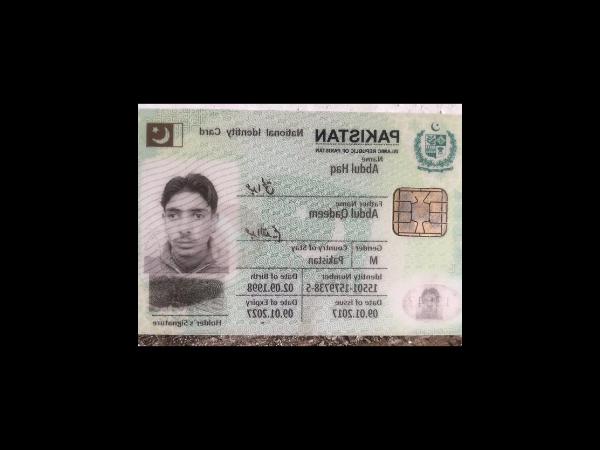 PAKISTAN National Identity Card
ISLAMIC REPUBLIC OF PAKISTAN
Name
Abdul Haq
Father Name
Abdul Qadeem
Gender Country of Stay
M Pakistan
Identity Number Date of Birth
15501-1579738-5 02.09.1998
Date of Issue Date of Expiry
09.01.2017 09.01.2027
Holder's Signature